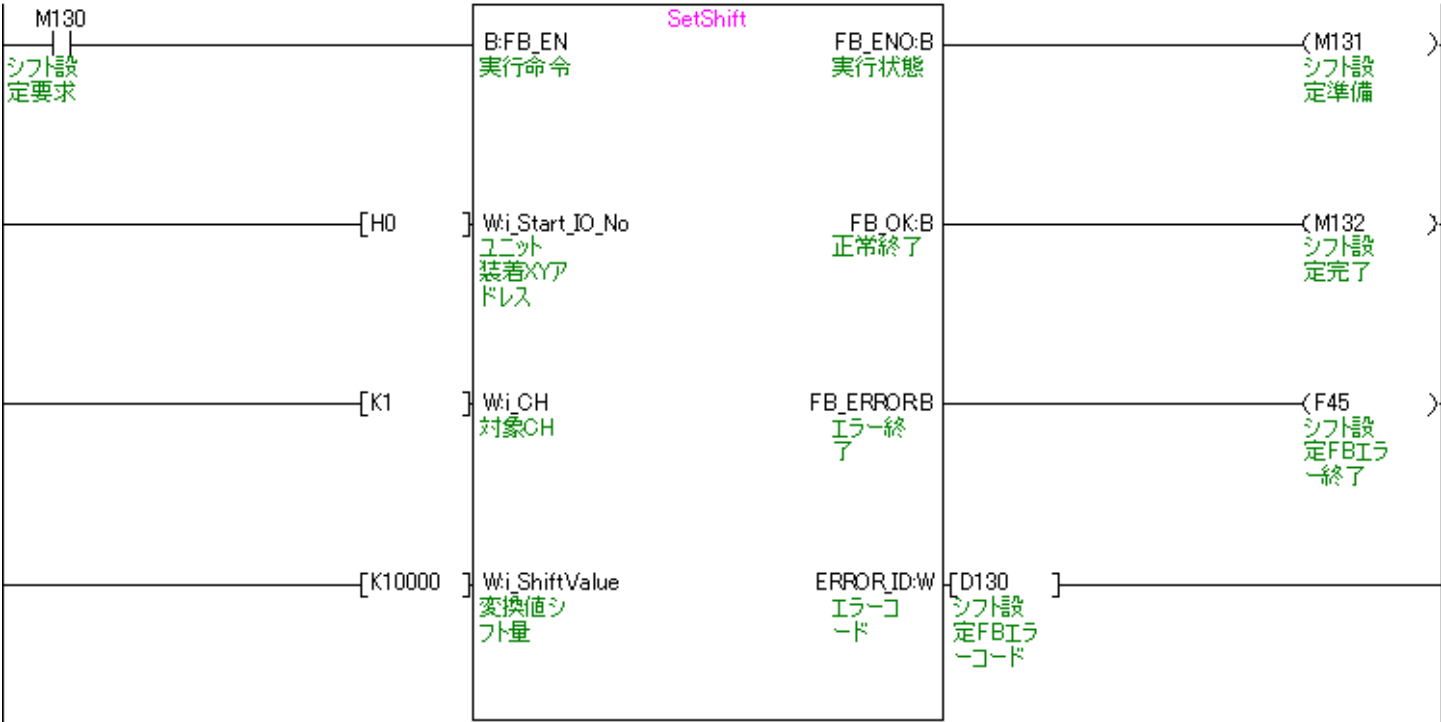 SetShift
M130
B:FB_EN
FB_ENO:B
M131
シフト設
定要求
実行命令
実行状態
シフト設
定準備
[H0 ]
W:i_Start_IO_No
FB_OK:B
M132
ユニット
装着XYア
ドレス
正常終了
シフト設
定完了
[K1 ]
W:i_CH
FB_ERROR:B
F45
対象CH
エラー終
了
シフト設
定FBエラ
ー終了
[K10000 ]
W:i_ShiftValue
ERROR_ID:W
[D130 ]
変換値シ
フト量
エラーコ
ード
シフト設
定FBエラ
ーコード